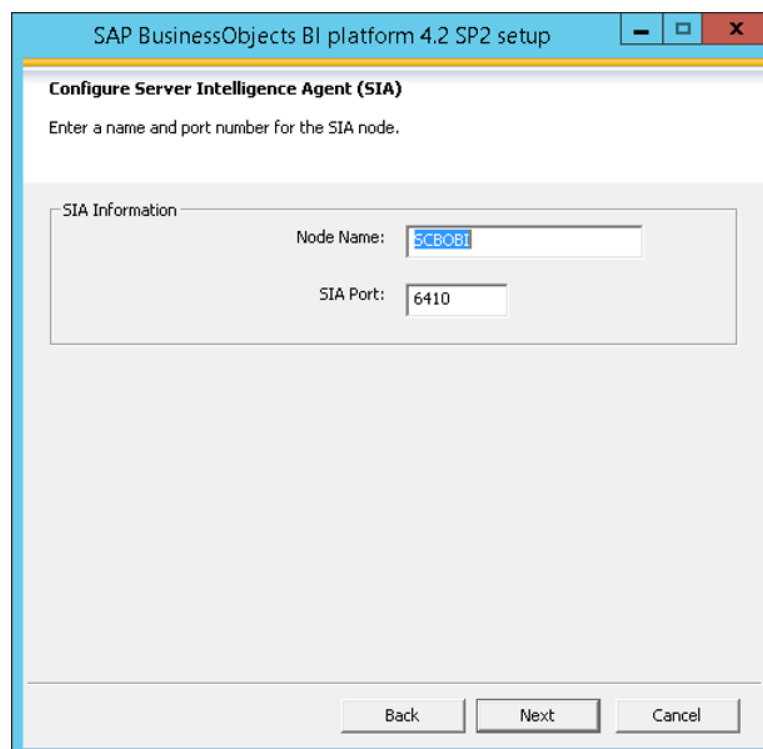 SAP BusinessObjects BI platform 4.2 SP2 setup
Configure Server Intelligence Agent (SIA)
Enter a name and port number for the SIA node.
SIA Information
Node Name: SCBOBI
SIA Port: 6410
Back Next Cancel